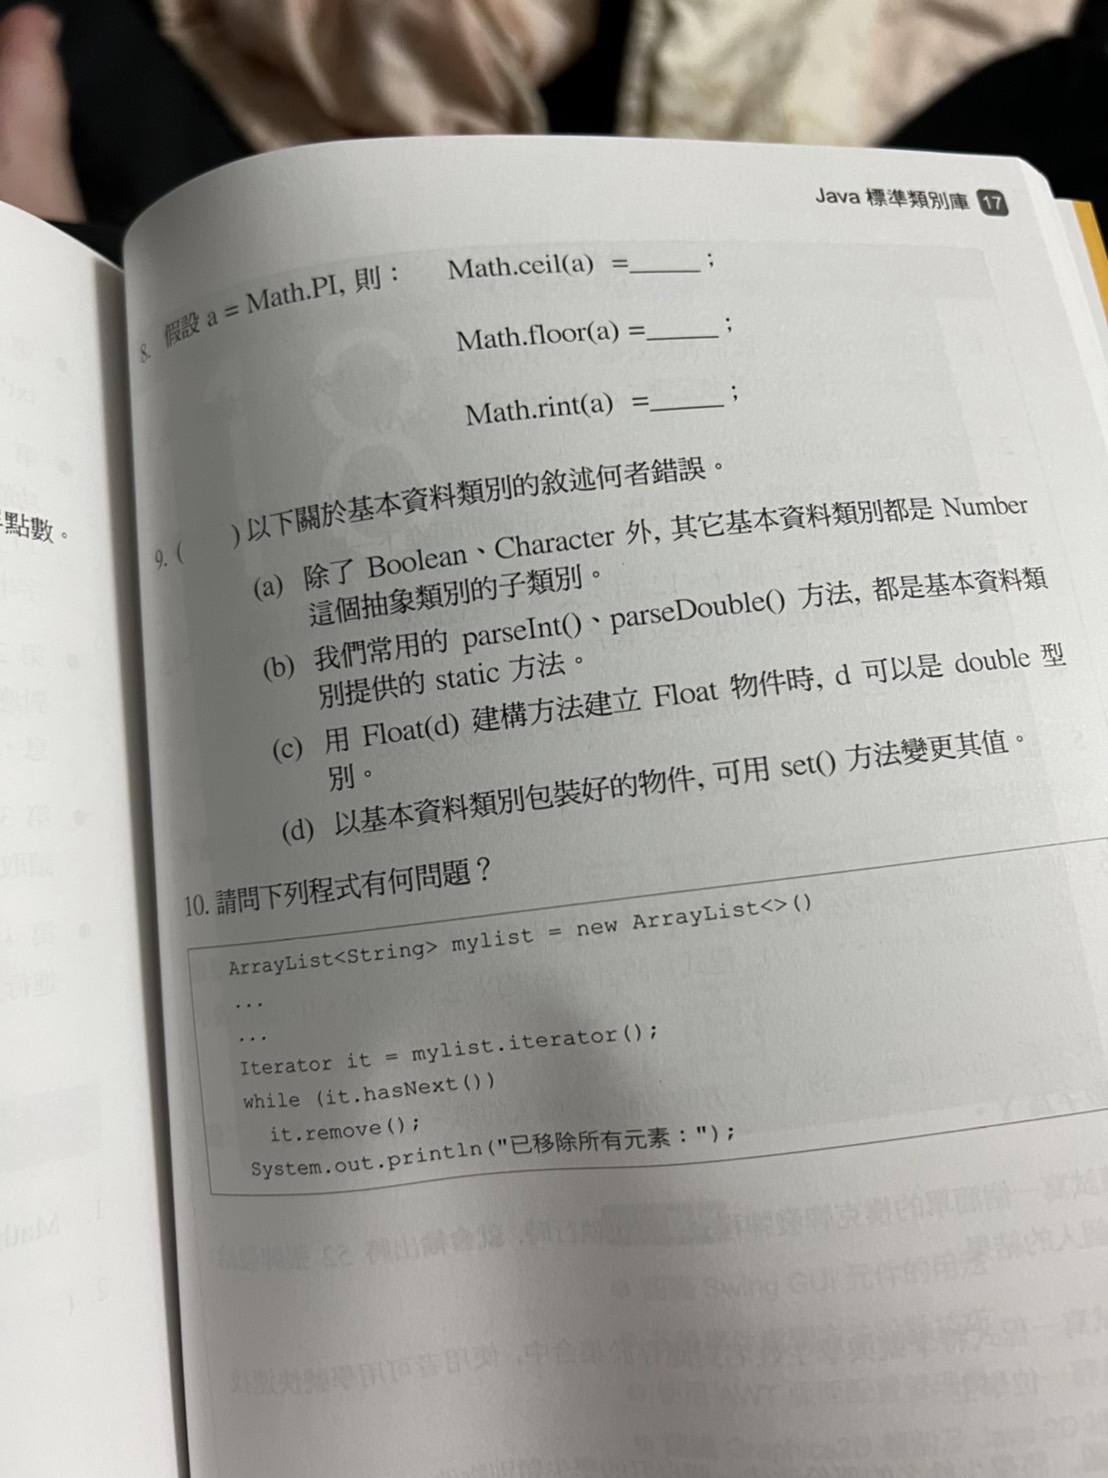 Java 標準類別庫 17
8. 假設 a = Math.PI, 則： Math.ceil(a) =_____ ;
Math.floor(a) =_____ ;
Math.rint(a) =_____ ;
9. ( ) 以下關於基本資料類別的敘述何者錯誤。
(a) 除了 Boolean、Character 外, 其它基本資料類別都是 Number
這個抽象類別的子類別。
(b) 我們常用的 parseInt()、parseDouble() 方法, 都是基本資料類
別提供的 static 方法。
(c) 用 Float(d) 建構方法建立 Float 物件時, d 可以是 double 型
別。
(d) 以基本資料類別包裝好的物件, 可用 set() 方法變更其值。
10. 請問下列程式有何問題？
ArrayList<String> mylist = new ArrayList<>()
...
...
Iterator it = mylist.iterator();
while (it.hasNext())
it.remove();
System.out.println("已移除所有元素：");
點數。